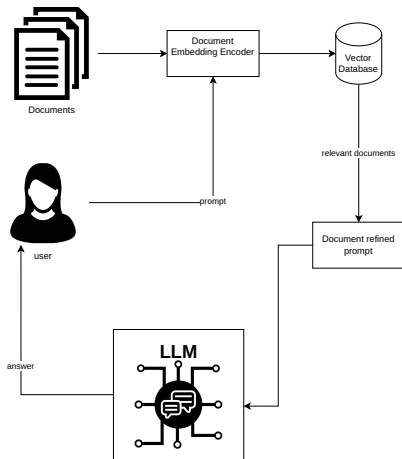 Document
Embedding Encoder
Vector
Database
Documents
relevant documents
prompt
Document refined
prompt
user
LLM
answer